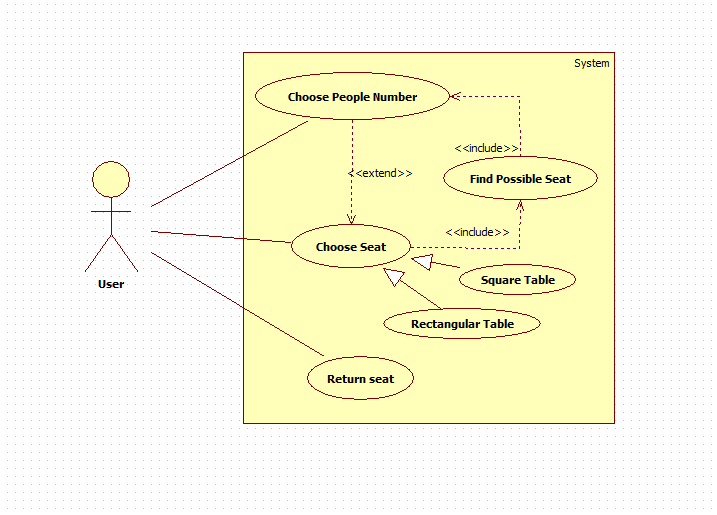 System
Choose People Number
<<include>>
<<extend>>
Find Possible Seat
<<include>>
Choose Seat
Square Table
User
Rectangular Table
Return seat